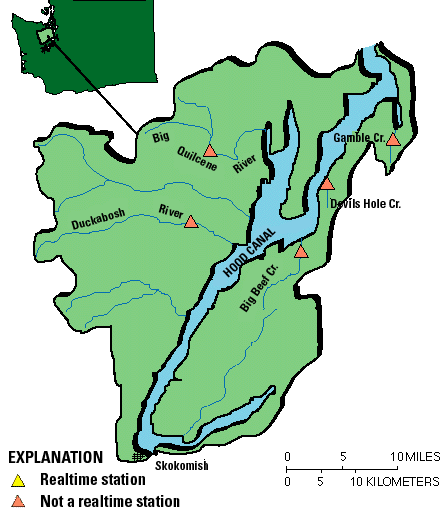 Big
Quilcene
River
Gamble Cr.
Devils Hole Cr.
Duckabosh
River
HOOD CANAL
Big Beef Cr.
Skokomish
EXPLANATION
Realtime station
Not a realtime station
0 5 10 MILES
0 5 10 KILOMETERS